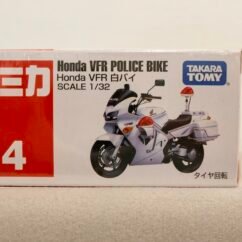 ミカ
4
Honda VFR POLICE BIKE
Honda VFR 白バイ
SCALE 1/32
TAKARA
TOMY
タイヤ回転